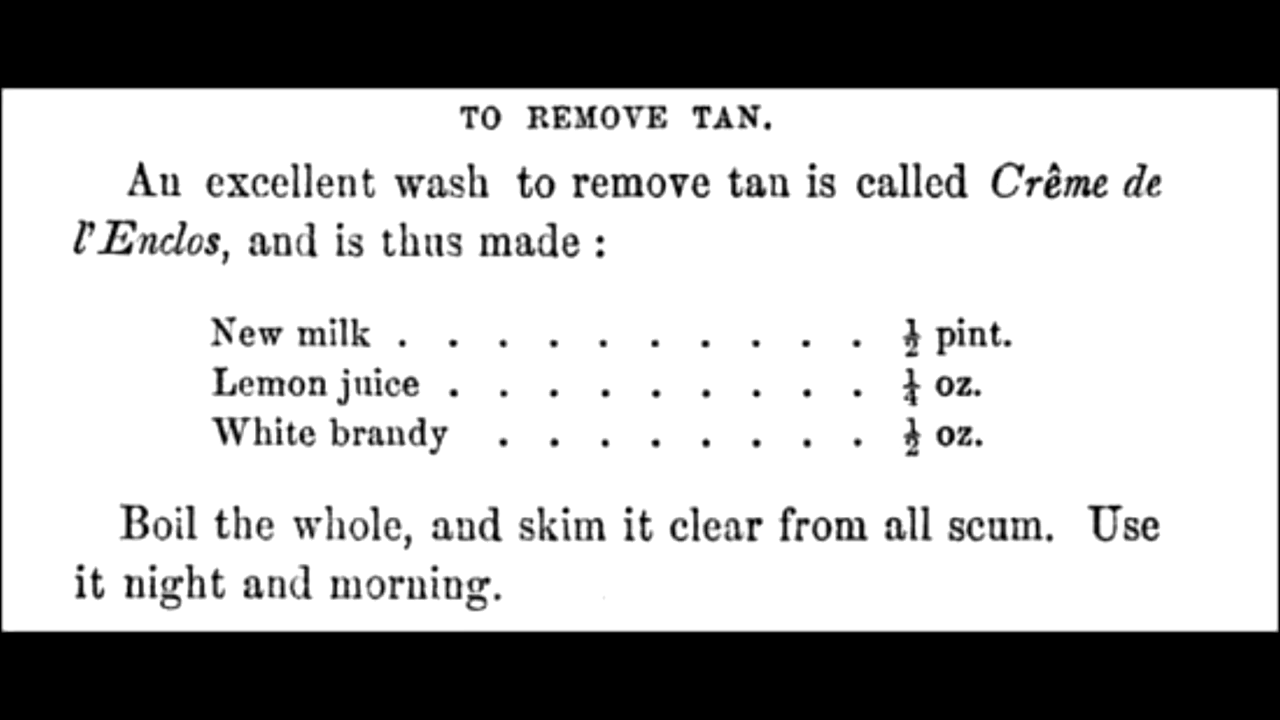 TO REMOVE TAN.
An excellent wash to remove tan is called Crême de
l'Enclos, and is thus made :
New milk . . . . . . . . . . ½ pint.
Lemon juice . . . . . . . . . ¼ oz.
White brandy . . . . . . . . ½ oz.
Boil the whole, and skim it clear from all scum. Use
it night and morning.